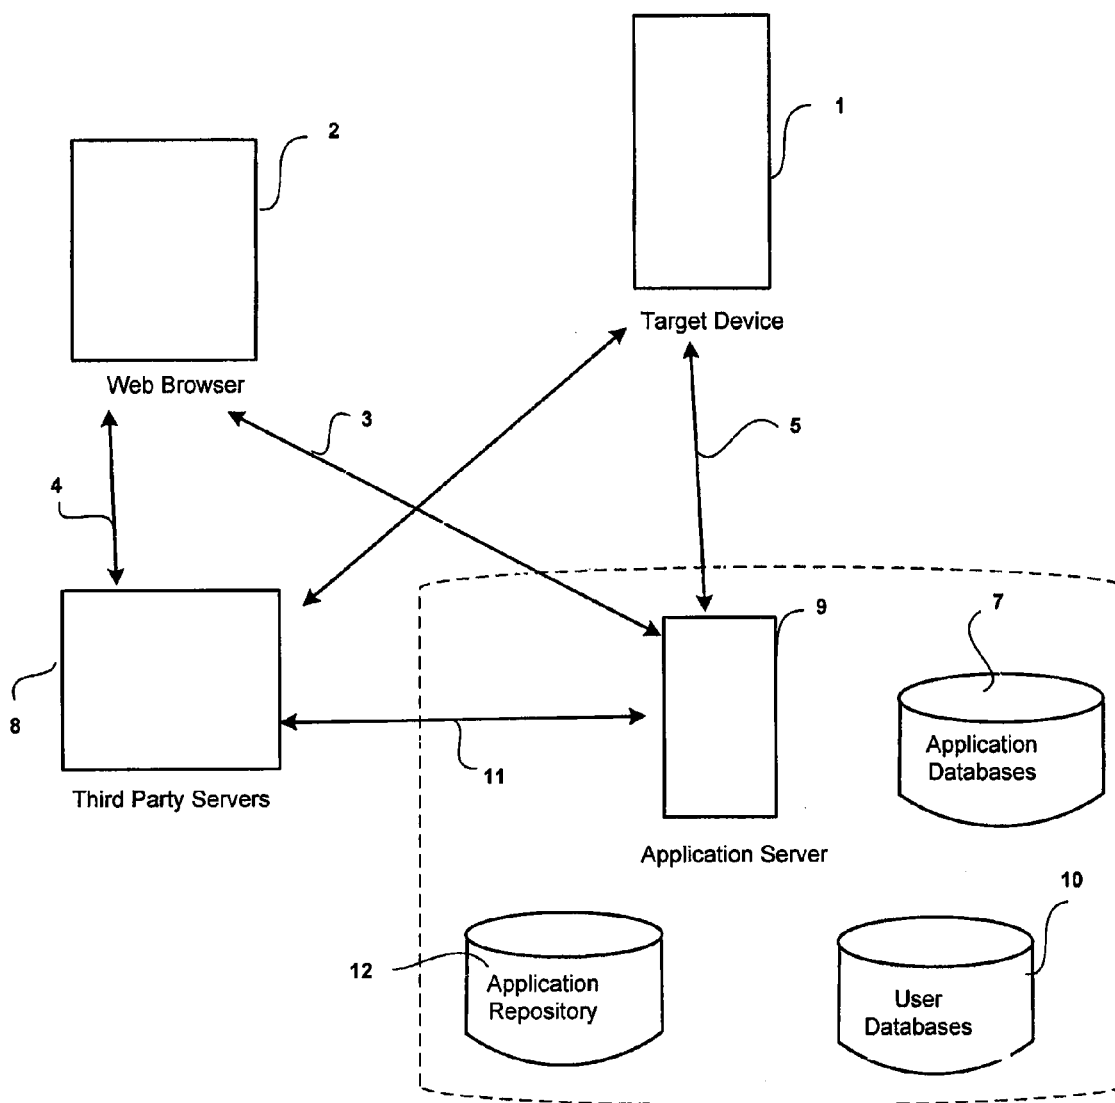 1
2
Target Device
Web Browser
3
5
4
9
7
8
Application
Databases
11
Third Party Servers
Application Server
10
12
Application
Repository
User
Databases